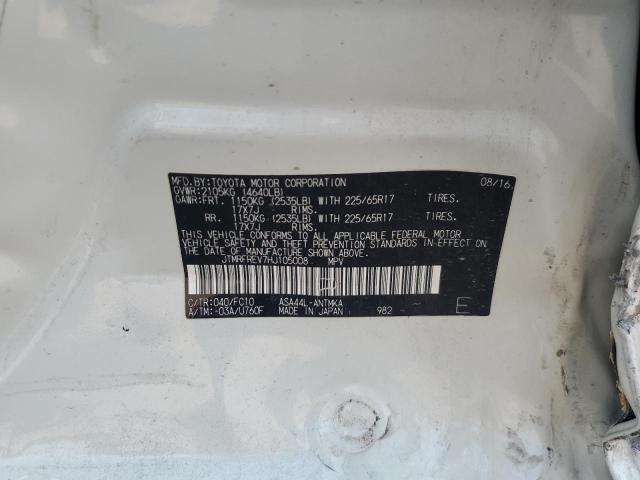 MFD.BY:TOYOTA MOTOR CORPORATION 08/16
GVWR:2105KG (4640LB)
GAWR:FRT. 1150KG (2535LB) WITH 225/65R17 TIRES.
17X7J RIMS.
RR. 1150KG (2535LB) WITH 225/65R17 TIRES.
17X7J RIMS.
THIS VEHICLE CONFORMS TO ALL APPLICABLE FEDERAL MOTOR
VEHICLE SAFETY, BUMPER, AND THEFT PREVENTION STANDARDS
IN EFFECT ON THE DATE OF MANUFACTURE SHOWN ABOVE.
JTMRFREV7HJ105008 MPV
C/TR:040/FC10 ASA44L-ANTMKA
A/TM:-03A/U760F MADE IN JAPAN 982 E